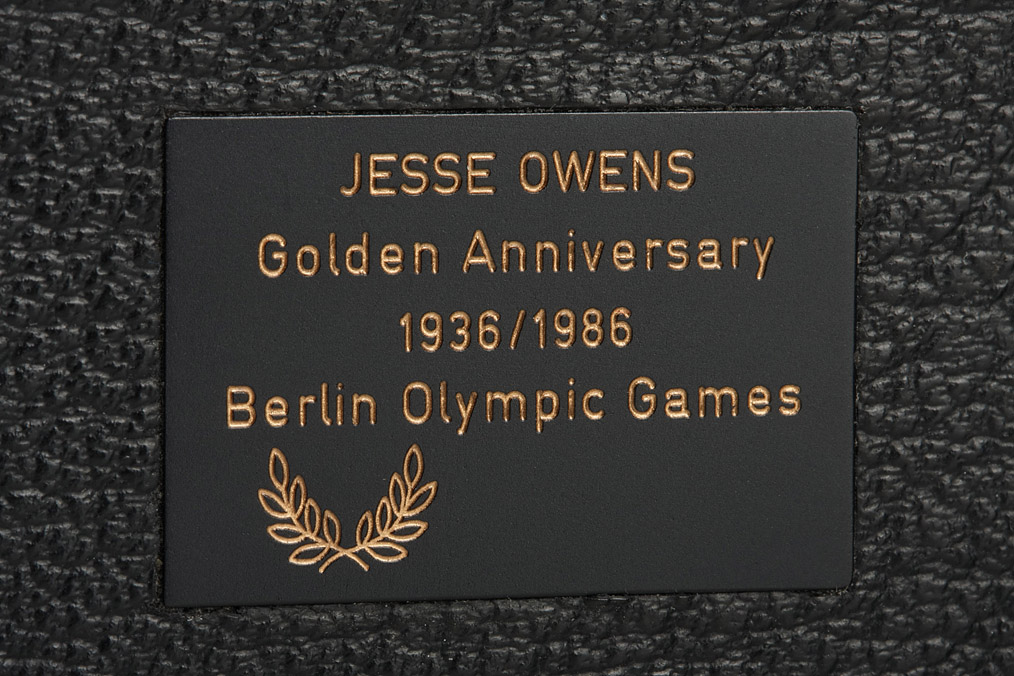 JESSE OWENS
Golden Anniversary
1936/1986
Berlin Olympic Games